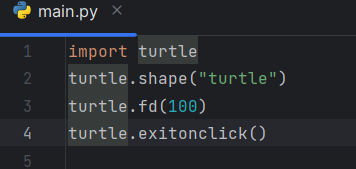 main.py
1 import turtle
2 turtle.shape("turtle")
3 turtle.fd(100)
4 turtle.exitonclick()
5